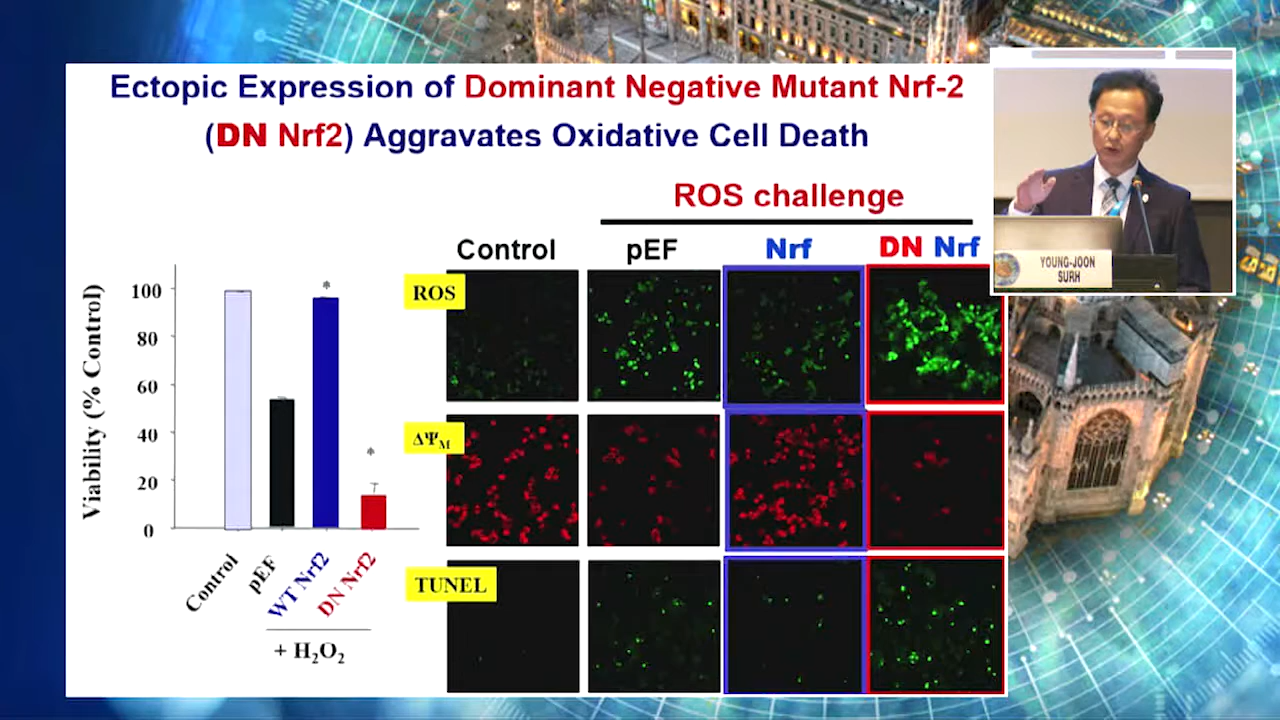 Ectopic Expression of Dominant Negative Mutant Nrf-2
(DN Nrf2) Aggravates Oxidative Cell Death
ROS challenge
Control pEF Nrf DN Nrf
ROS
ΔΨM
TUNEL
Viability (% Control)
100
80
60
40
20
0
*
*
Control
pEF
WT Nrf2
DN Nrf2
+ H2O2
YOUNG-JOON
SURH